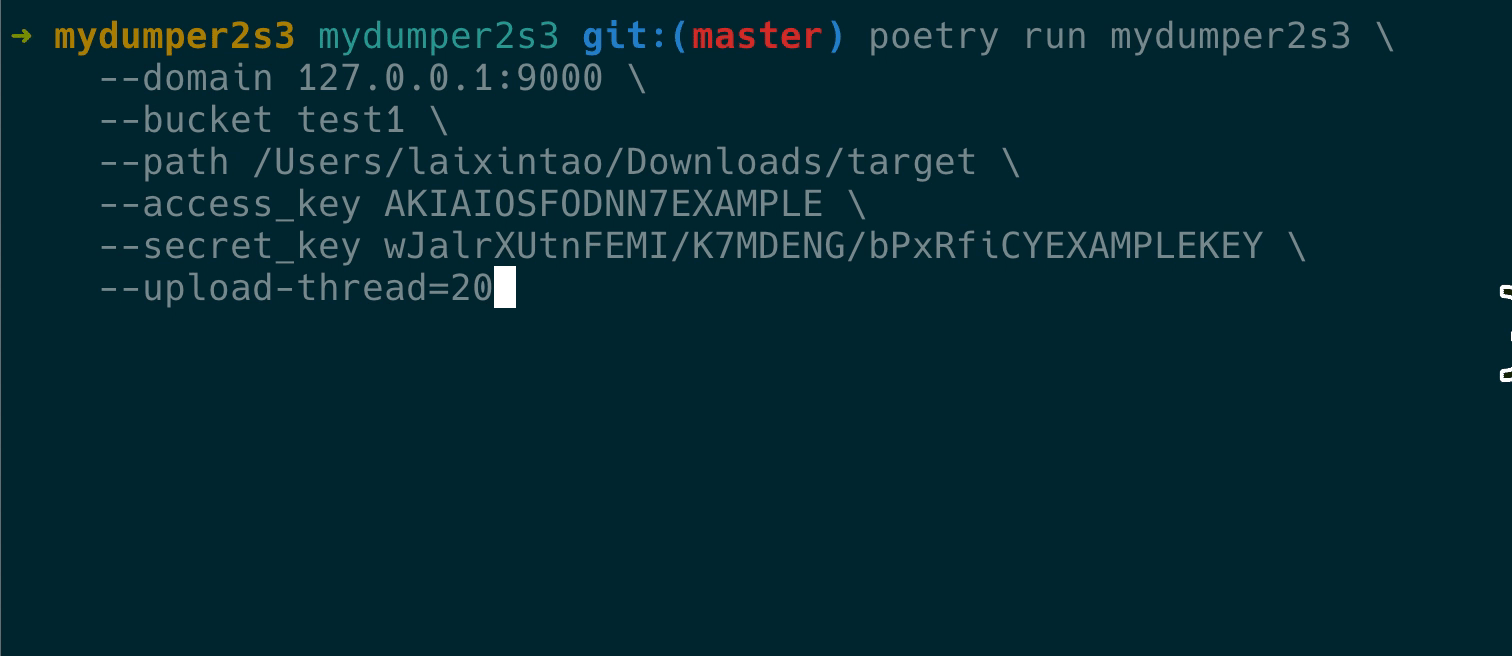 ➜ mydumper2s3 mydumper2s3 git:(master) poetry run mydumper2s3 \
--domain 127.0.0.1:9000 \
--bucket test1 \
--path /Users/laixintao/Downloads/target \
--access_key AKIAIOSFODNN7EXAMPLE \
--secret_key wJalrXUtnFEMI/K7MDENG/bPxRfiCYEXAMPLEKEY \
--upload-thread=20